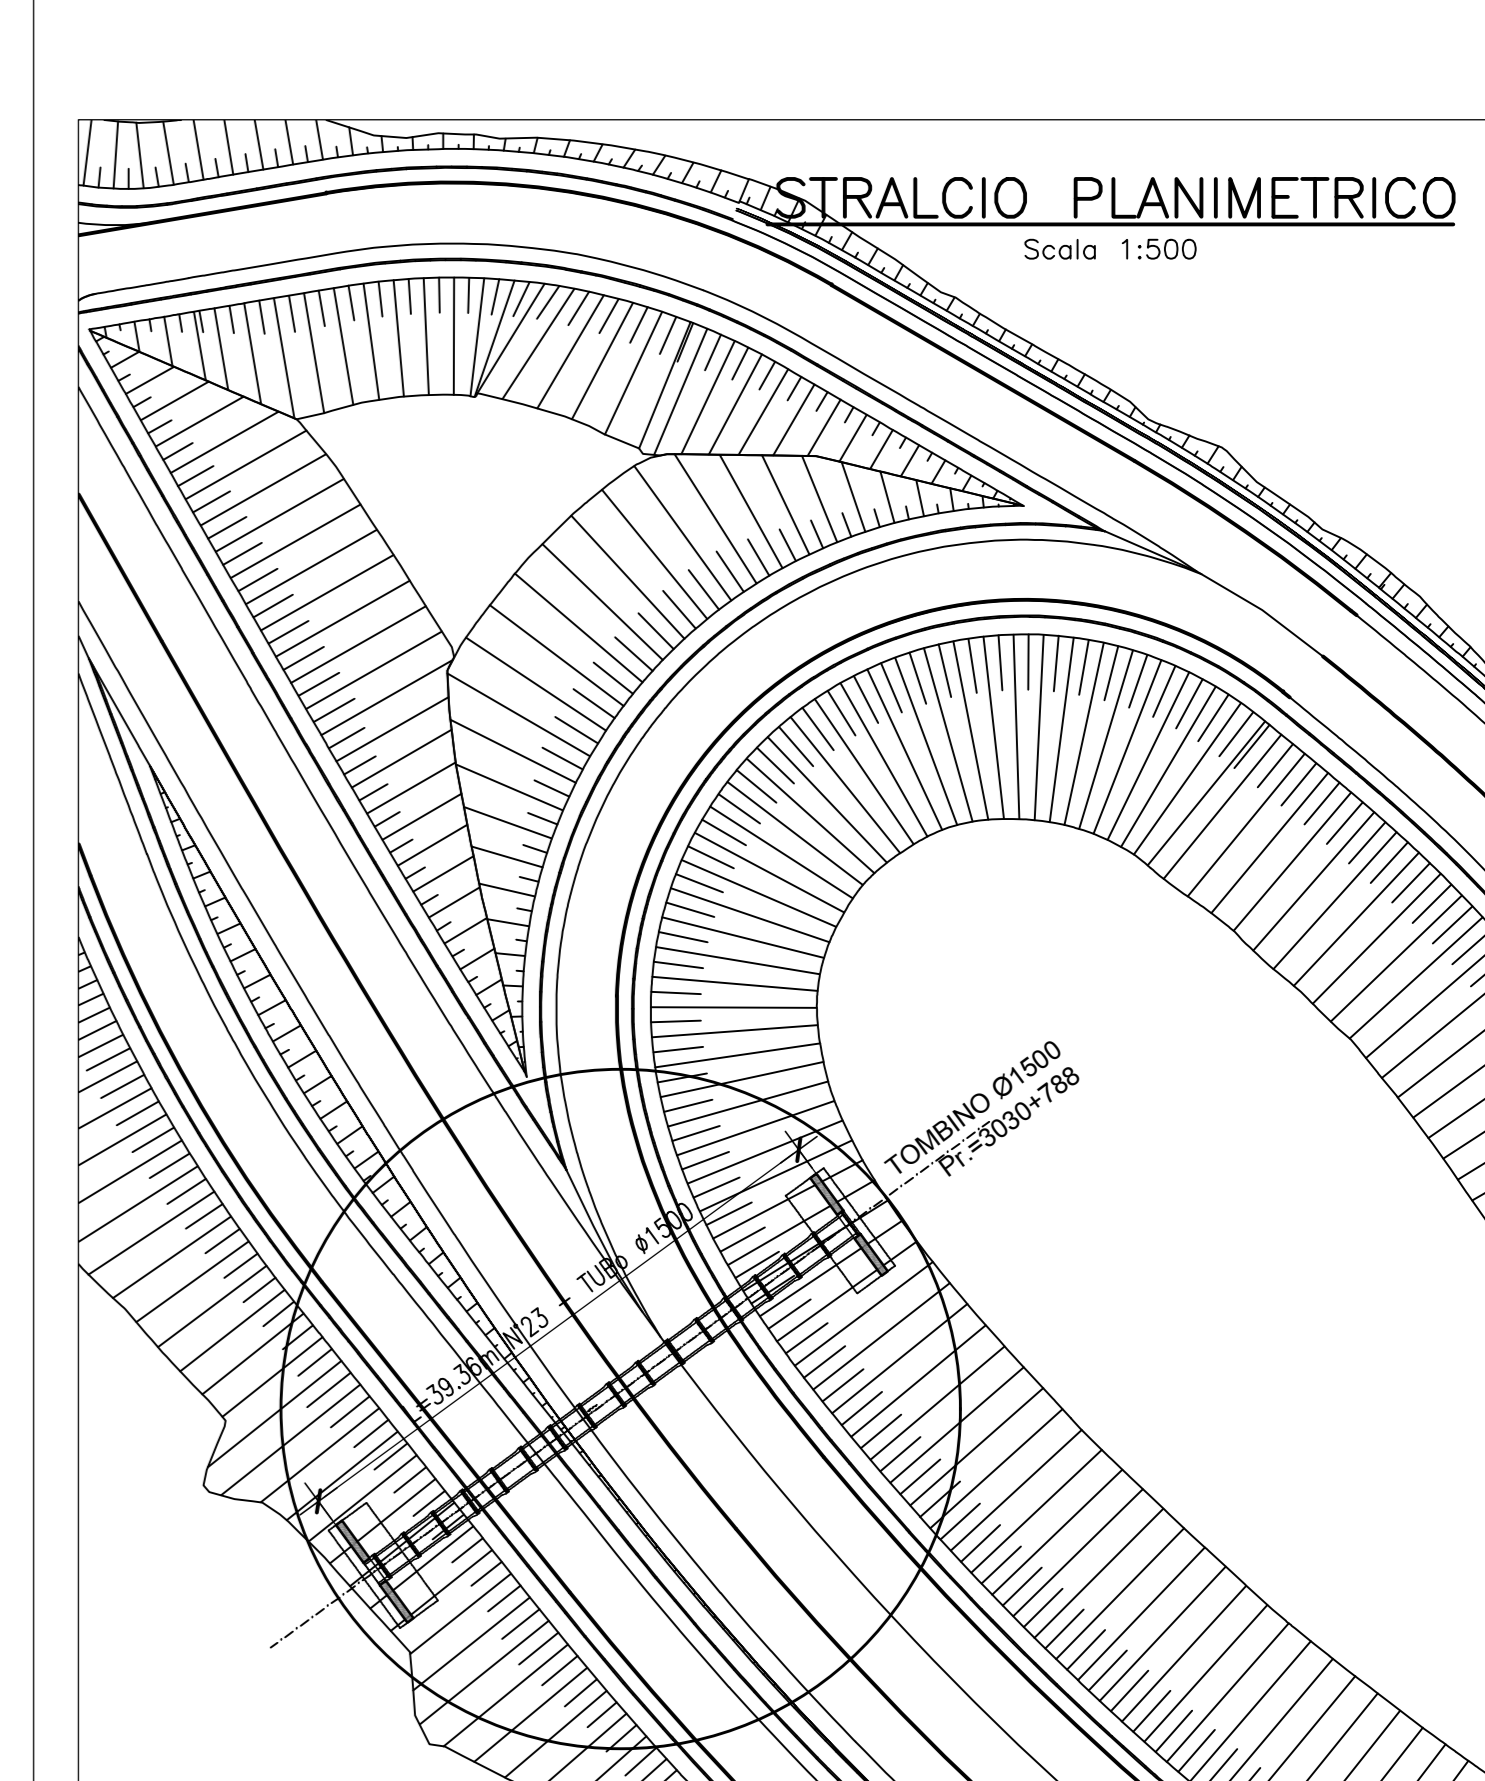 STRALCIO PLANIMETRICO
Scala 1:500
TOMBINO Ø1500
Pr.=3030+788
=39.36m N°23 - TUBO ø1500